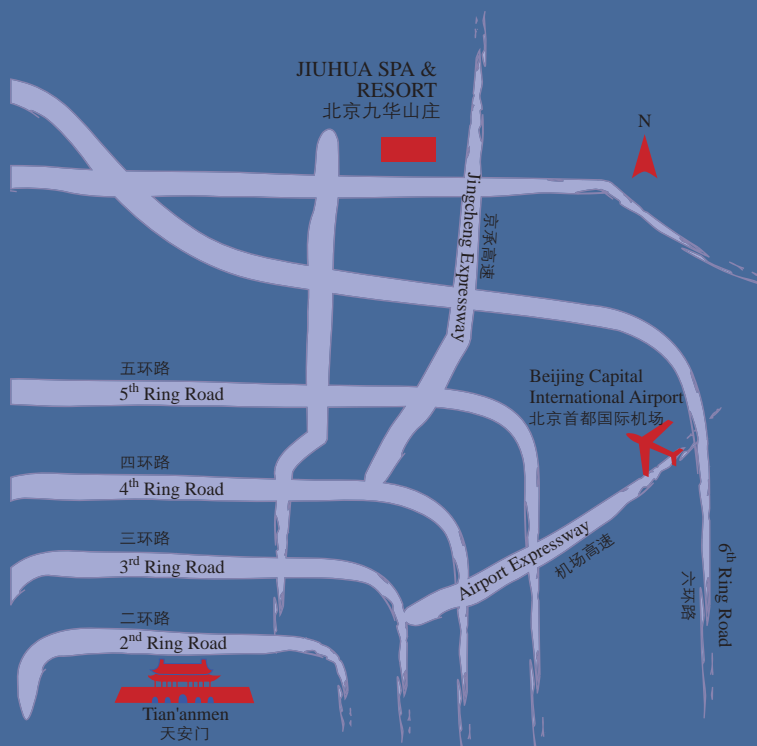 JIUHUA SPA &
RESORT
北京九华山庄
N
Jingcheng Expressway
京承高速
五环路
5th Ring Road
Beijing Capital
International Airport
北京首都国际机场
四环路
4th Ring Road
三环路
3rd Ring Road
Airport Expressway
机场高速
6th Ring Road
六环路
二环路
2nd Ring Road
Tian'anmen
天安门